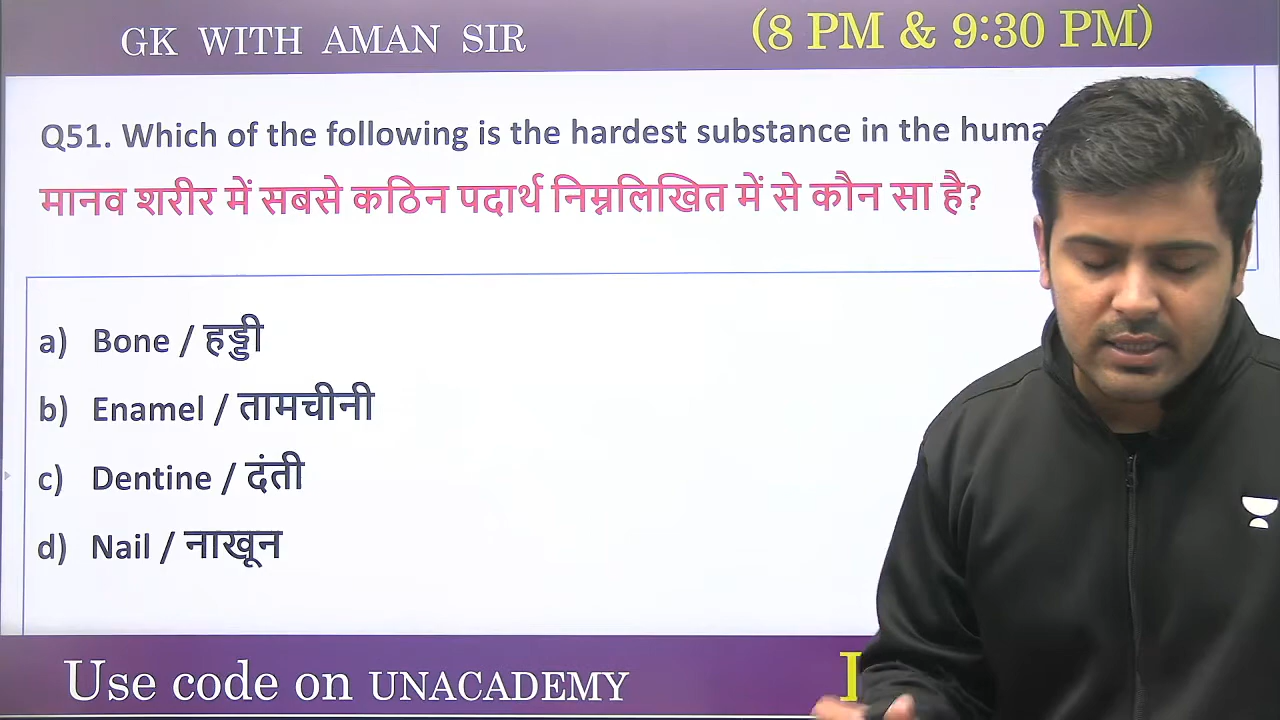 GK WITH AMAN SIR
(8 PM & 9:30 PM)
Q51. Which of the following is the hardest substance in the
मानव शरीर में सबसे कठिन पदार्थ निम्नलिखित में से कौन सा है?
a) Bone / हड्डी
b) Enamel / तामचीनी
c) Dentine / दंती
d) Nail / नाखून
Use code on UNACADEMY